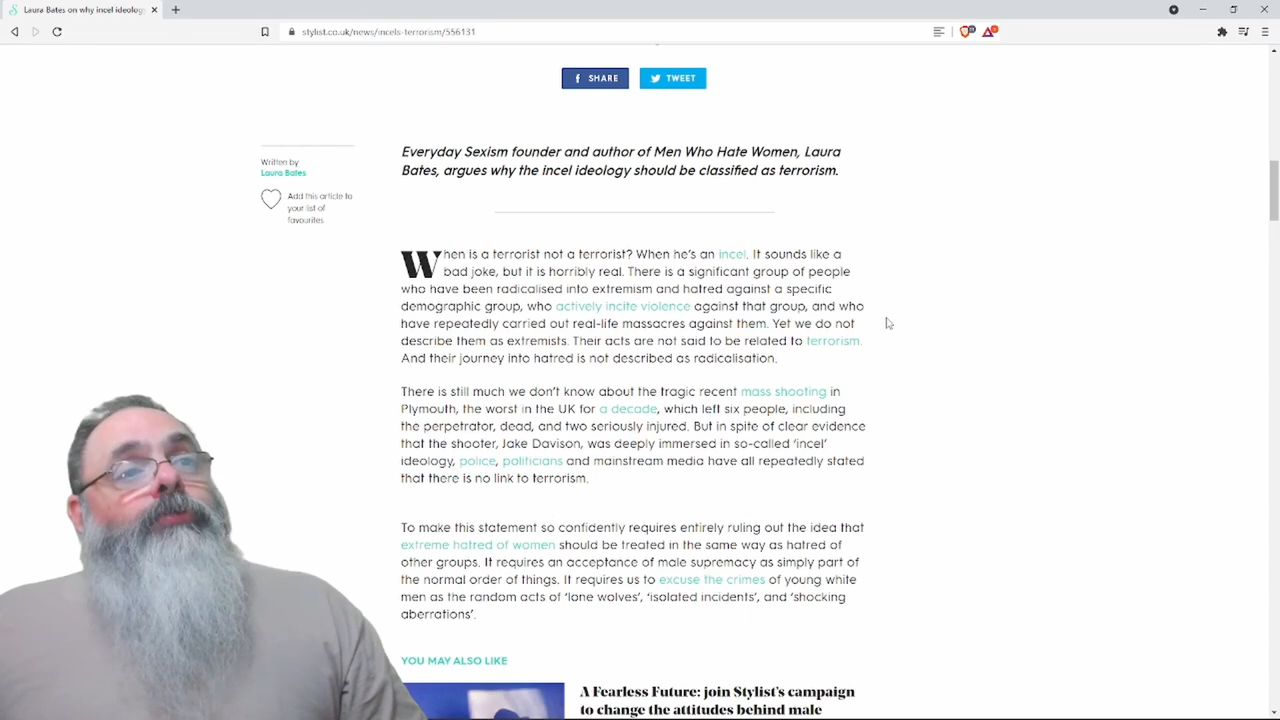 Laura Bates on why incel ideolog
stylist.co.uk/news/incels-terrorism/556131
SHARE
TWEET
Written by
Laura Bates
Add this article to
your list of
favourites
Everyday Sexism founder and author of Men Who Hate Women, Laura
Bates, argues why the incel ideology should be classified as terrorism.
When is a terrorist not a terrorist? When he's an incel. It sounds like a
bad joke, but it is horribly real. There is a significant group of people
who have been radicalised into extremism and hatred against a specific
demographic group, who actively incite violence against that group, and who
have repeatedly carried out real-life massacres against them. Yet we do not
describe them as extremists. Their acts are not said to be related to terrorism.
And their journey into hatred is not described as radicalisation.
There is still much we don't know about the tragic recent mass shooting in
Plymouth, the worst in the UK for a decade, which left six people, including
the perpetrator, dead, and two seriously injured. But in spite of clear evidence
that the shooter, Jake Davison, was deeply immersed in so-called 'incel'
ideology, police, politicians and mainstream media have all repeatedly stated
that there is no link to terrorism.
To make this statement so confidently requires entirely ruling out the idea that
extreme hatred of women should be treated in the same way as hatred of
other groups. It requires an acceptance of male supremacy as simply part of
the normal order of things. It requires us to excuse the crimes of young white
men as the random acts of 'lone wolves', 'isolated incidents', and 'shocking
aberrations'.
YOU MAY ALSO LIKE
A Fearless Future: join Stylist's campaign
to change the attitudes behind male